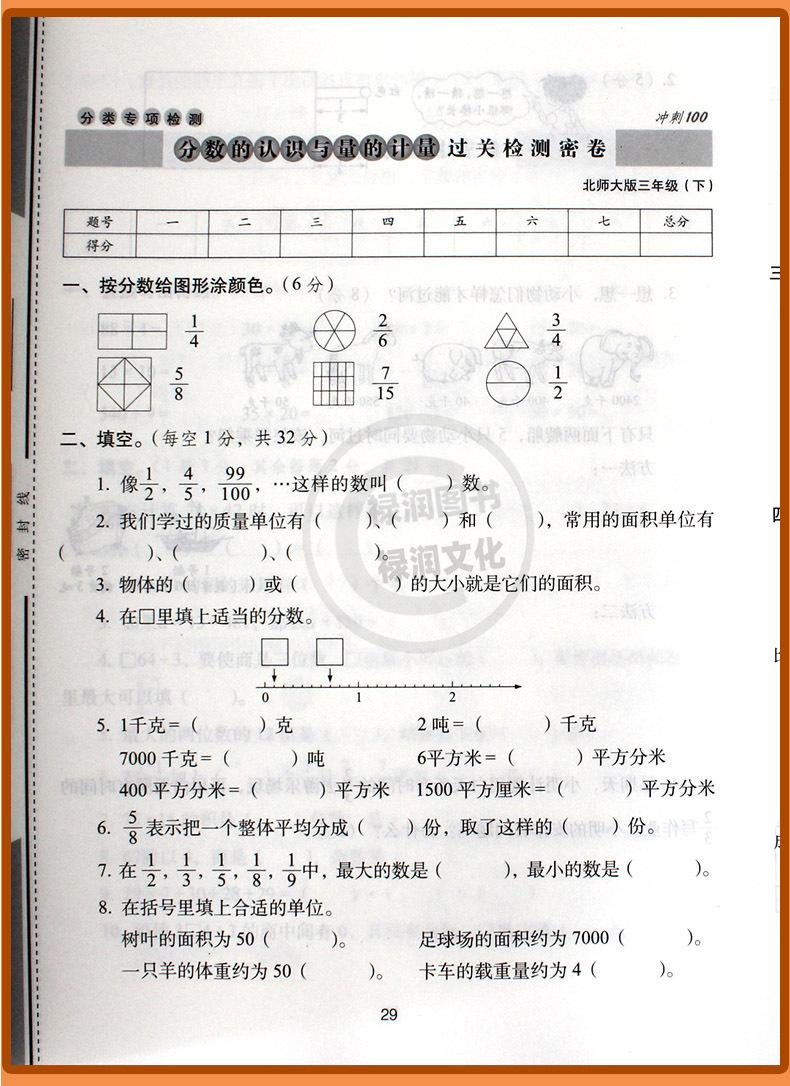 分类专项检测
冲刺100
分数的认识与量的计量过关检测密卷
北师大版三年级（下）
题号 一 二 三 四 五 六 七 总分
得分
一、按分数给图形涂颜色。（6分）
1/4 2/6 3/4
5/8 7/15 1/2
二、填空。（每空1分，共32分）
1. 像1/2，4/5，99/100，…这样的数叫（ ）数。
2. 我们学过的质量单位有（ ）、（ ）和（ ），常用的面积单位有
（ ）、（ ）、（ ）、（ ）。
3. 物体的（ ）或（ ）的大小就是它们的面积。
4. 在□里填上适当的分数。
0 1 2
5. 1千克=（ ）克 2吨=（ ）千克
7000千克=（ ）吨 6平方分米=（ ）平方分米
400平方分米=（ ）平方米 1500平方厘米=（ ）平方分米
6. 5/8表示把一个整体平均分成（ ）份，取了这样的（ ）份。
7. 在1/2，1/3，1/5，1/8，1/9中，最大的数是（ ），最小的数是（ ）。
8. 在括号里填上合适的单位。
树叶的面积为50（ ）。 足球场的面积约为7000（ ）。
一只羊的体重约为50（ ）。 卡车的载重量约为4（ ）。
29
密封线
禄润图书
禄润文化